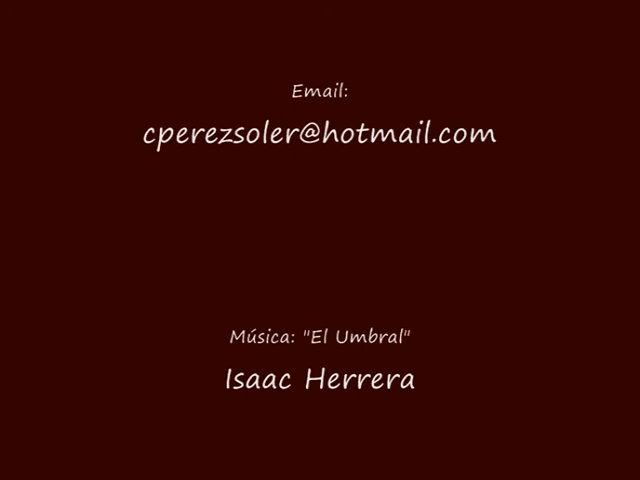 Email:
cperezsoler@hotmail.com
Música: "El Umbral"
Isaac Herrera